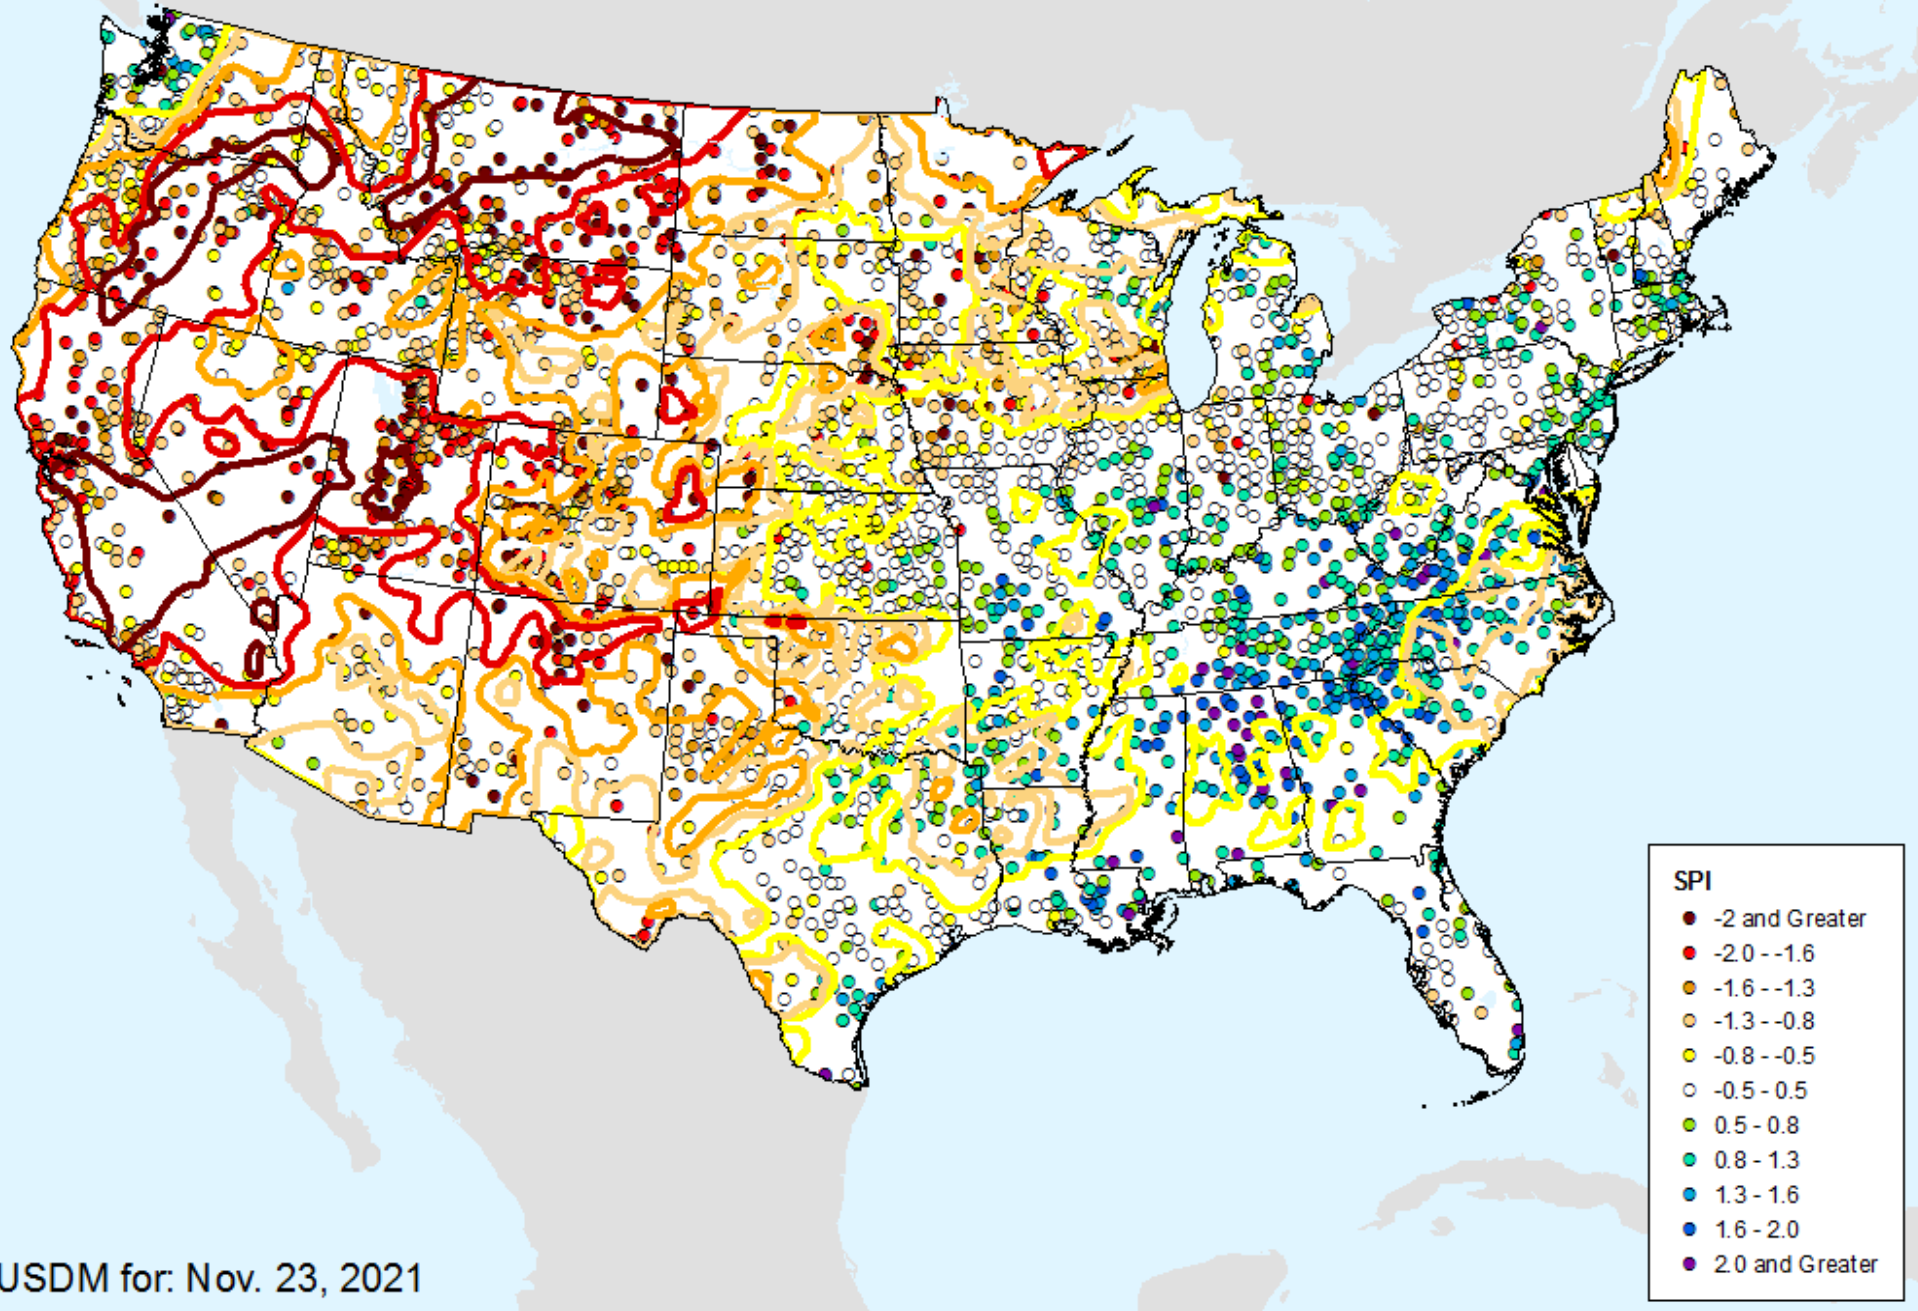 SPI
-2 and Greater
-2.0 - -1.6
-1.6 - -1.3
-1.3 - -0.8
-0.8 - -0.5
-0.5 - 0.5
0.5 - 0.8
0.8 - 1.3
1.3 - 1.6
1.6 - 2.0
2.0 and Greater
USDM for: Nov. 23, 2021